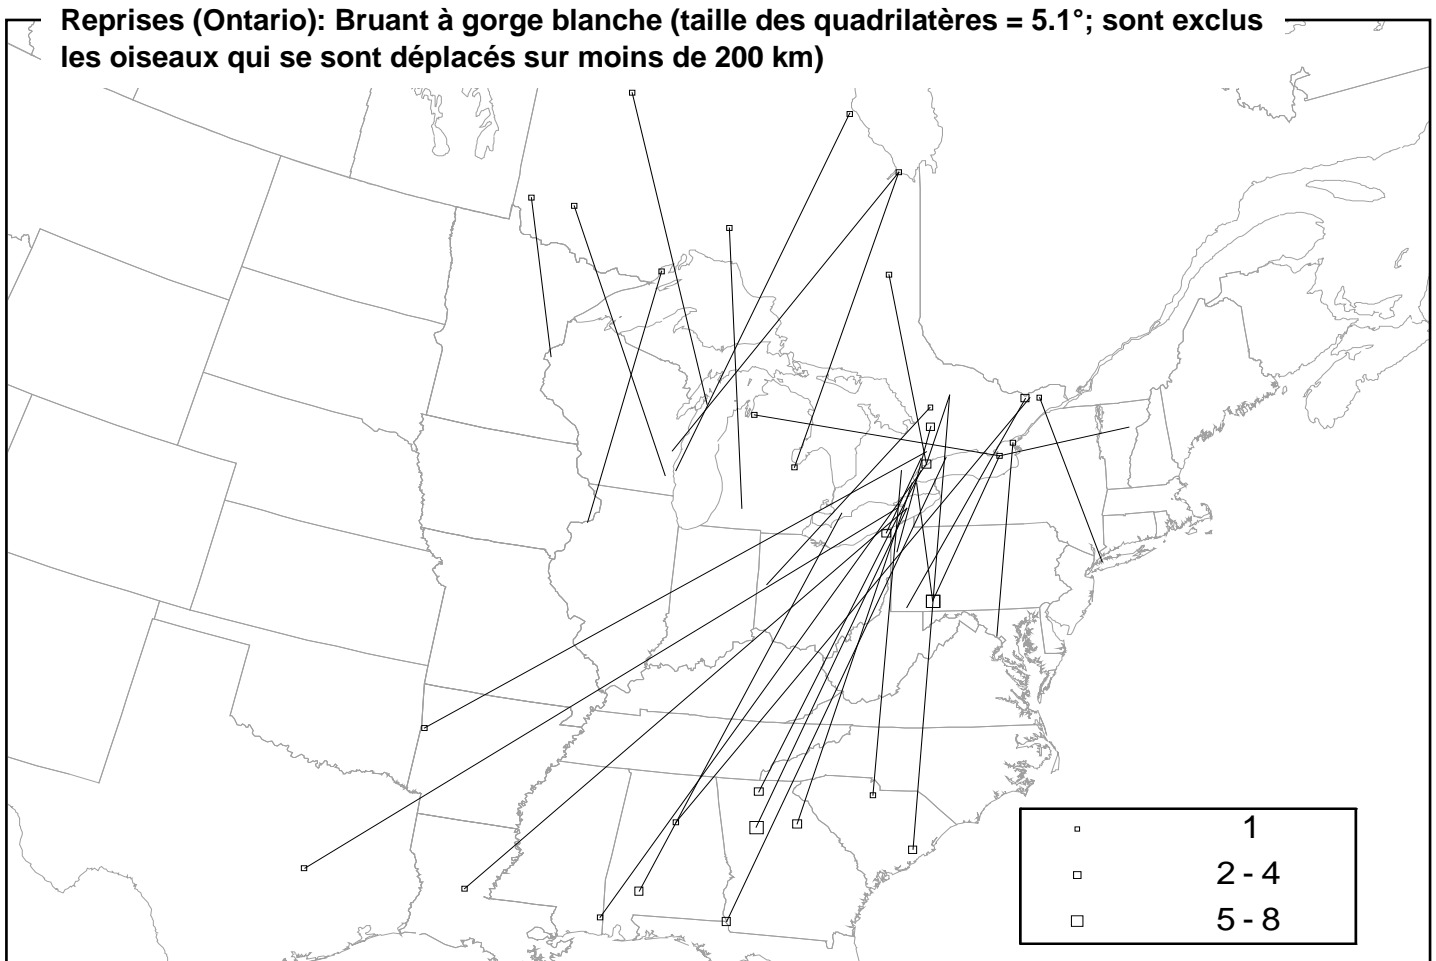 Reprises (Ontario): Bruant à gorge blanche (taille des quadrilatères = 5.1°; sont exclus
les oiseaux qui se sont déplacés sur moins de 200 km)
1
2 - 4
5 - 8